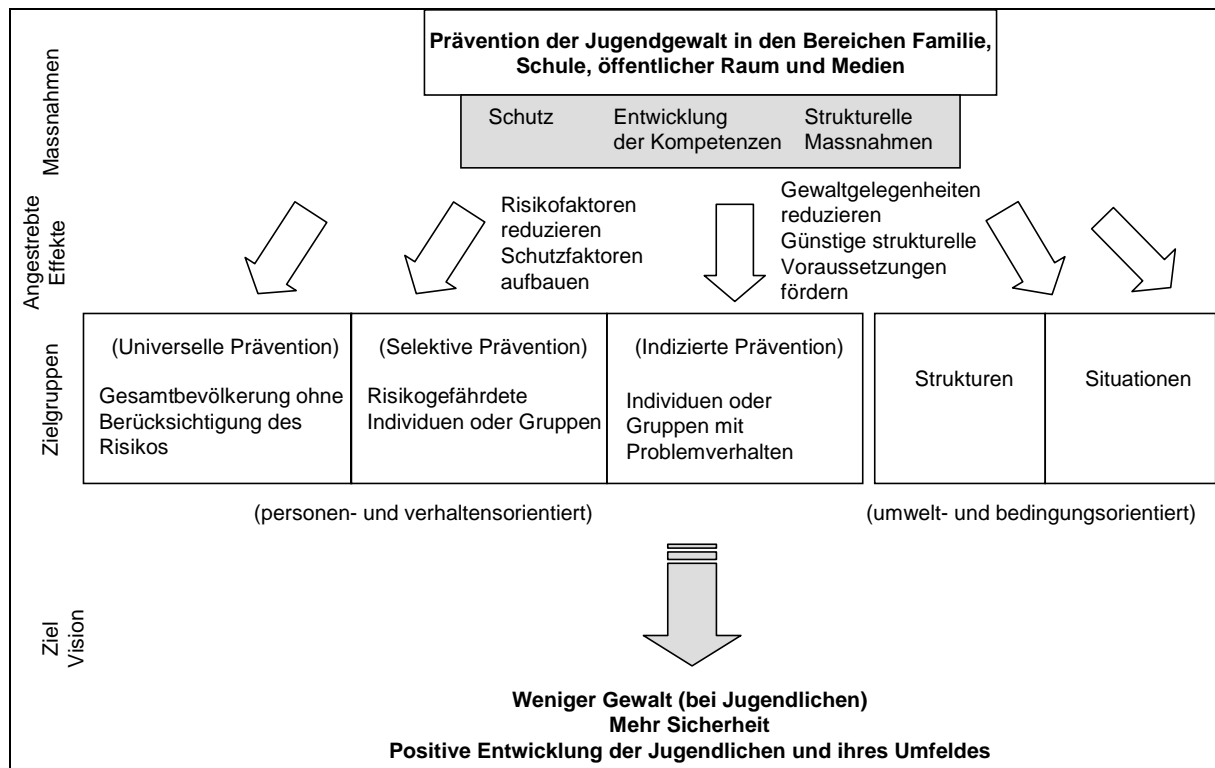 Massnahmen
Prävention der Jugendgewalt in den Bereichen Familie,
Schule, öffentlicher Raum und Medien
Schutz
Entwicklung
der Kompetenzen
Strukturelle
Massnahmen
Angestrebte
Effekte
Risikofaktoren
reduzieren
Schutzfaktoren
aufbauen
Gewaltgelegenheiten
reduzieren
Günstige strukturelle
Voraussetzungen
fördern
Zielgruppen
(Universelle Prävention)
Gesamtbevölkerung ohne
Berücksichtigung des
Risikos
(Selektive Prävention)
Risikogefährdete
Individuen oder Gruppen
(Indizierte Prävention)
Individuen oder
Gruppen mit
Problemverhalten
Strukturen
Situationen
(personen- und verhaltensorientiert)
(umwelt- und bedingungsorientiert)
Ziel
Vision
Weniger Gewalt (bei Jugendlichen)
Mehr Sicherheit
Positive Entwicklung der Jugendlichen und ihres Umfeldes